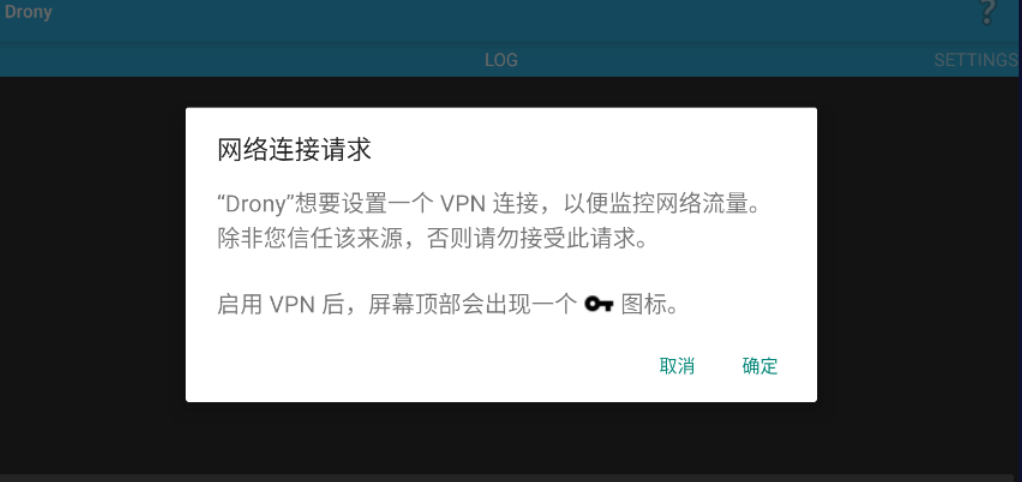 Drony
?
LOG
SETTINGS
网络连接请求
“Drony”想要设置一个 VPN 连接，以便监控网络流量。
除非您信任该来源，否则请勿接受此请求。
启用 VPN 后，屏幕顶部会出现一个 图标。
取消
确定